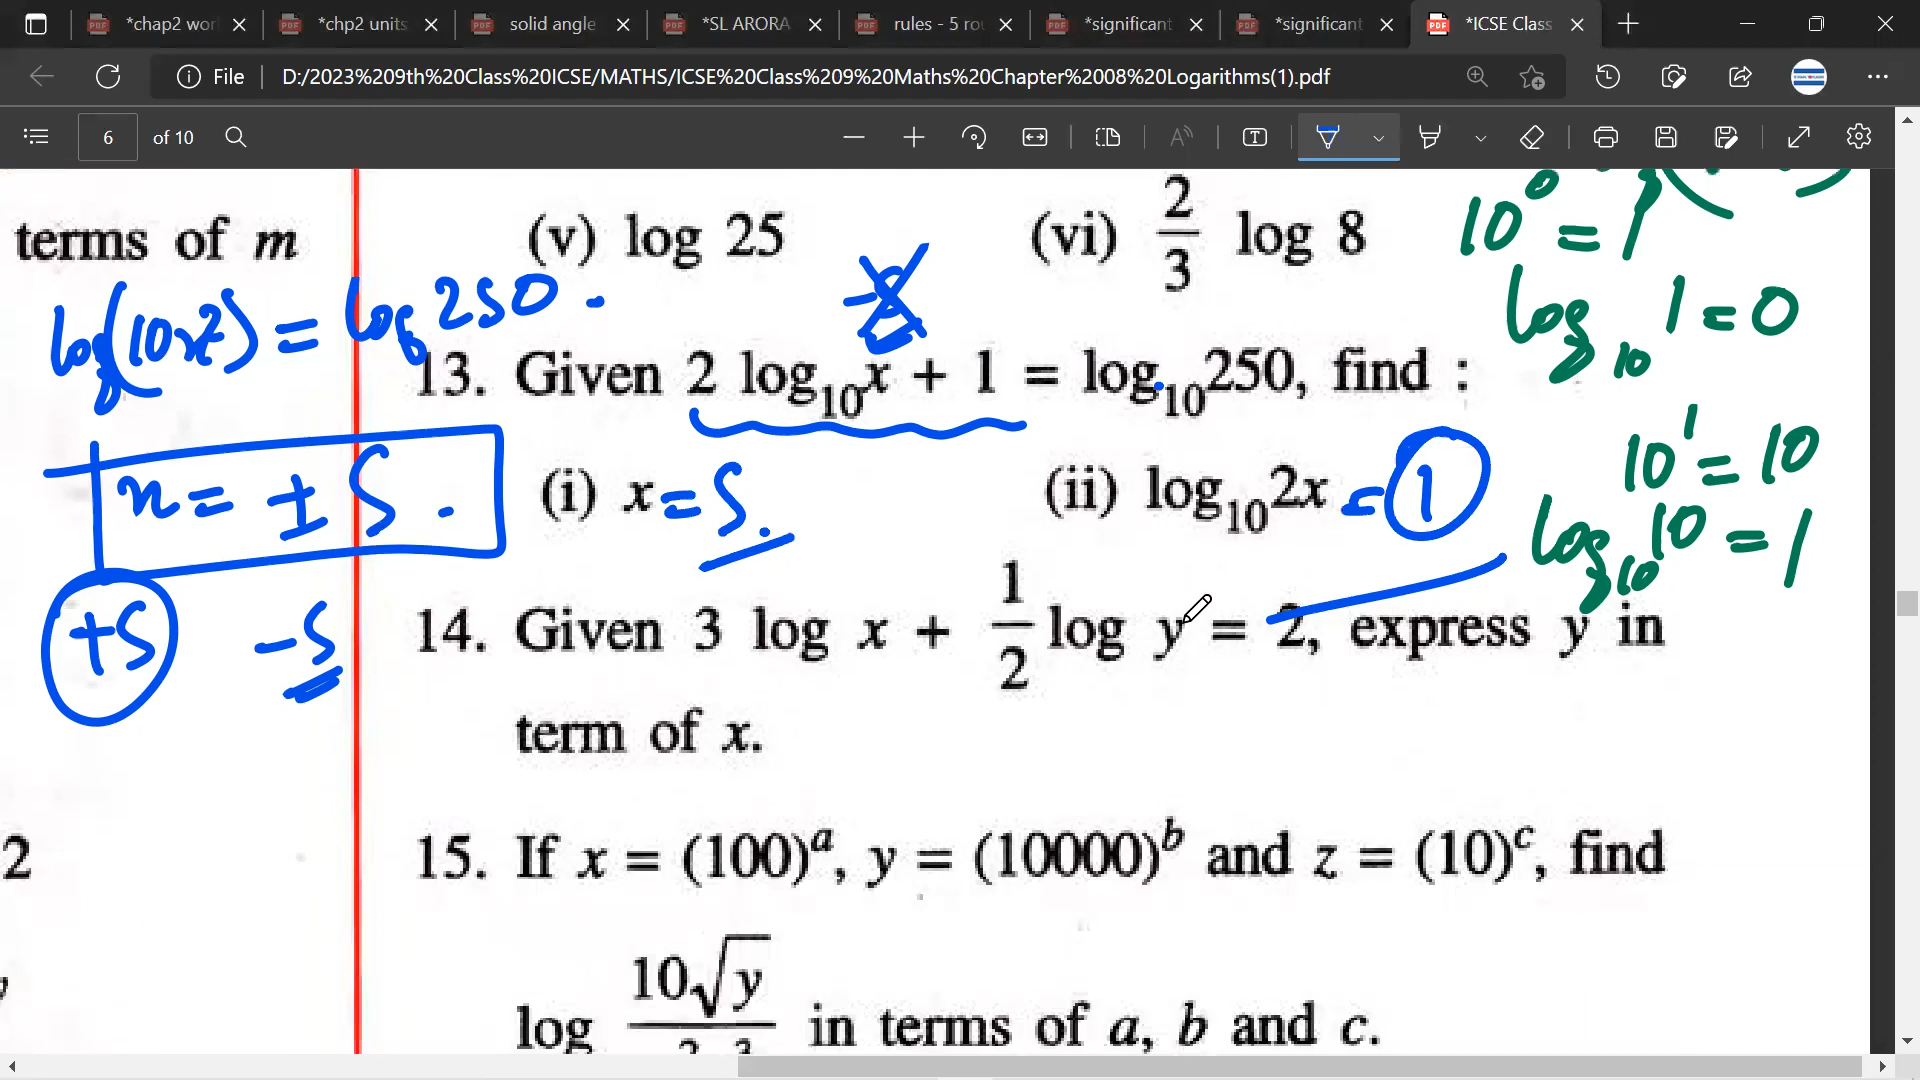 *chap2 wor
*chp2 units
solid angle
*SL ARORA
rules - 5 rou
*significant
*significant
*ICSE Class
File
D:/2023%209th%20Class%20ICSE/MATHS/ICSE%20Class%209%20Maths%20Chapter%2008%20Logarithms(1).pdf
6 of 10
terms of m
(v) log 25 (vi) 2/3 log 8
10⁰ = 1
log₁₀ 1 = 0
log(10x²) = log 250.
13. Given 2 log₁₀x + 1 = log₁₀250, find :
10¹ = 10
x = ± 5.
(i) x = 5. (ii) log₁₀2x = 1
log₁₀ 10 = 1
+5 -5
14. Given 3 log x + 1/2 log y = 2, express y in
term of x.
2
15. If x = (100)ᵃ, y = (10000)ᵇ and z = (10)ᶜ, find
log 10√y in terms of a, b and c.